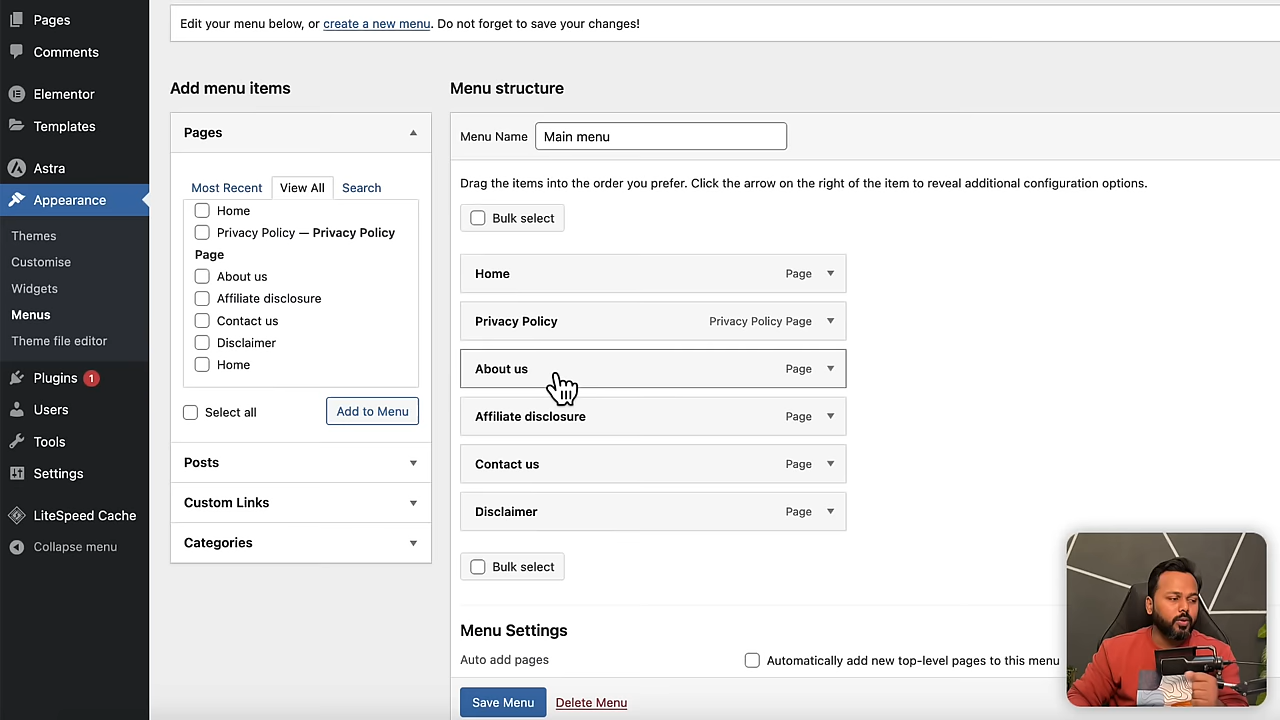 Pages
Comments
Elementor
Templates
Astra
Appearance
Themes
Customise
Widgets
Menus
Theme file editor
Plugins 1
Users
Tools
Settings
LiteSpeed Cache
Collapse menu
Edit your menu below, or create a new menu. Do not forget to save your changes!
Add menu items
Pages
Most Recent View All Search
Home
Privacy Policy — Privacy Policy
Page
About us
Affiliate disclosure
Contact us
Disclaimer
Home
Select all Add to Menu
Posts
Custom Links
Categories
Menu structure
Menu Name Main menu
Drag the items into the order you prefer. Click the arrow on the right of the item to reveal additional configuration options.
Bulk select
Home Page
Privacy Policy Privacy Policy Page
About us Page
Affiliate disclosure Page
Contact us Page
Disclaimer Page
Bulk select
Menu Settings
Auto add pages Automatically add new top-level pages to this menu
Save Menu Delete Menu